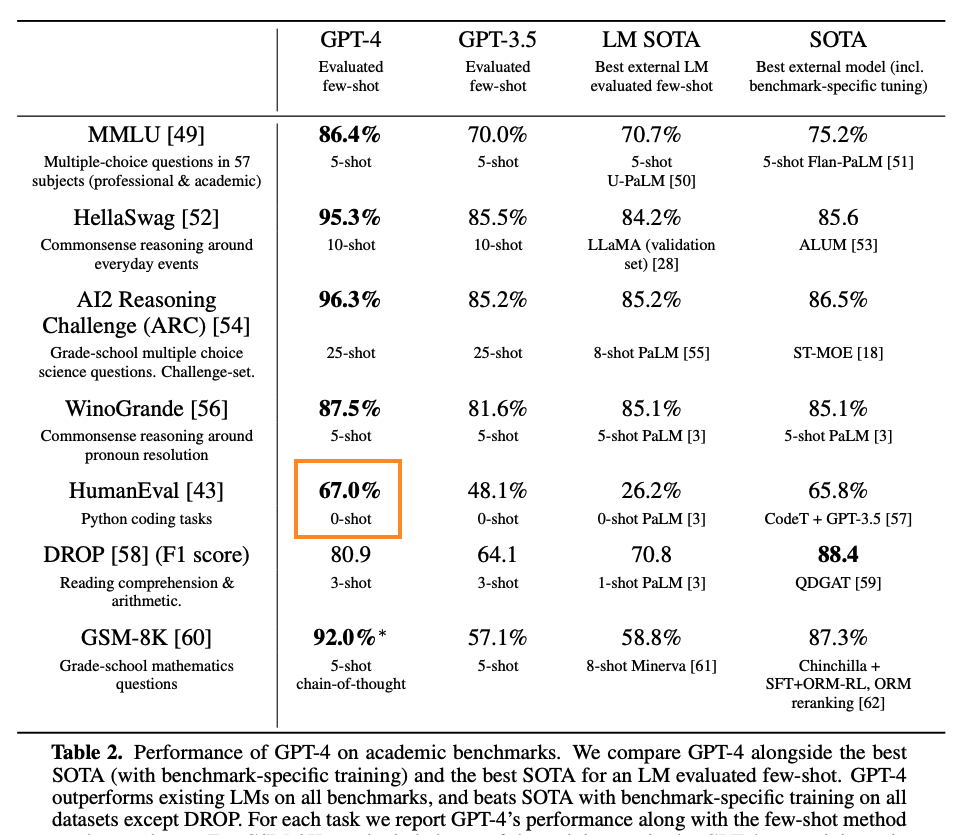 GPT-4 GPT-3.5 LM SOTA SOTA
Evaluated few-shot Evaluated few-shot Best external LM evaluated few-shot Best external model (incl. benchmark-specific tuning)
MMLU [49] 86.4% 70.0% 70.7% 75.2%
Multiple-choice questions in 57 5-shot 5-shot 5-shot 5-shot Flan-PaLM [51]
subjects (professional & academic) U-PaLM [50]
HellaSwag [52] 95.3% 85.5% 84.2% 85.6
Commonsense reasoning around 10-shot 10-shot LLaMA (validation ALUM [53]
everyday events set) [28]
AI2 Reasoning 96.3% 85.2% 85.2% 86.5%
Challenge (ARC) [54]
Grade-school multiple choice 25-shot 25-shot 8-shot PaLM [55] ST-MOE [18]
science questions. Challenge-set.
WinoGrande [56] 87.5% 81.6% 85.1% 85.1%
Commonsense reasoning around 5-shot 5-shot 5-shot PaLM [3] 5-shot PaLM [3]
pronoun resolution
HumanEval [43] 67.0% 48.1% 26.2% 65.8%
Python coding tasks 0-shot 0-shot 0-shot PaLM [3] CodeT + GPT-3.5 [57]
DROP [58] (F1 score) 80.9 64.1 70.8 88.4
Reading comprehension & 3-shot 3-shot 1-shot PaLM [3] QDGAT [59]
arithmetic.
GSM-8K [60] 92.0%* 57.1% 58.8% 87.3%
Grade-school mathematics 5-shot 5-shot 8-shot Minerva [61] Chinchilla +
questions chain-of-thought SFT+ORM-RL, ORM
reranking [62]
Table 2. Performance of GPT-4 on academic benchmarks. We compare GPT-4 alongside the best
SOTA (with benchmark-specific training) and the best SOTA for an LM evaluated few-shot. GPT-4
outperforms existing LMs on all benchmarks, and beats SOTA with benchmark-specific training on all
datasets except DROP. For each task we report GPT-4's performance along with the few-shot method